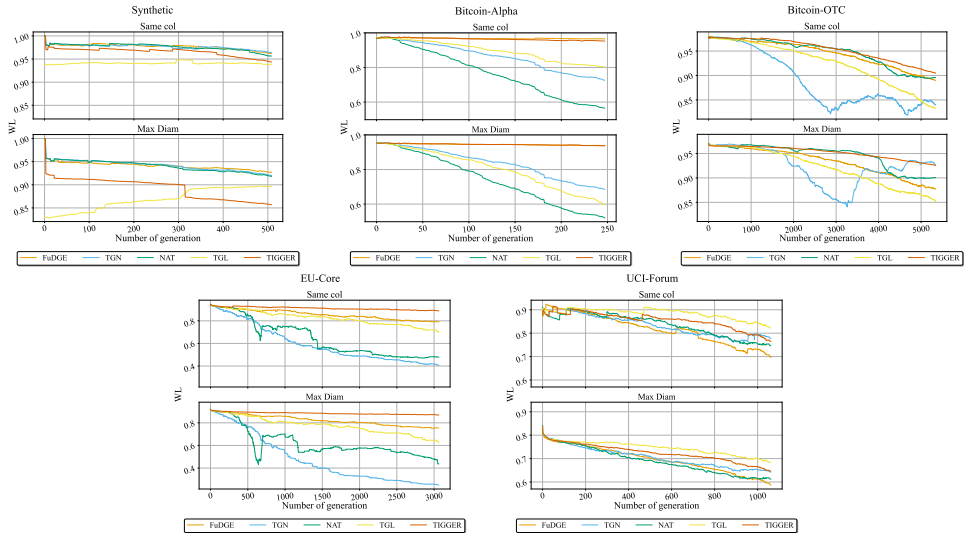 Synthetic
Bitcoin-Alpha
Bitcoin-OTC
Same col
Same col
Same col
1.00
0.95
0.90
0.85
1.0
0.8
0.6
0.95
0.90
0.85
WL
WL
WL
Max Diam
Max Diam
Max Diam
1.00
0.95
0.90
0.85
1.0
0.8
0.6
0.95
0.90
0.85
0 100 200 300 400 500
0 50 100 150 200 250
0 1000 2000 3000 4000 5000
Number of generation
Number of generation
Number of generation
FuDGE TGN NAT TGL TIGGER
FuDGE TGN NAT TGL TIGGER
FuDGE TGN NAT TGL TIGGER
EU-Core
UCI-Forum
Same col
Same col
0.8
0.6
0.4
0.9
0.8
0.7
0.6
WL
WL
Max Diam
Max Diam
0.8
0.6
0.4
0.9
0.8
0.7
0.6
0 500 1000 1500 2000 2500 3000
0 200 400 600 800 1000
Number of generation
Number of generation
FuDGE TGN NAT TGL TIGGER
FuDGE TGN NAT TGL TIGGER